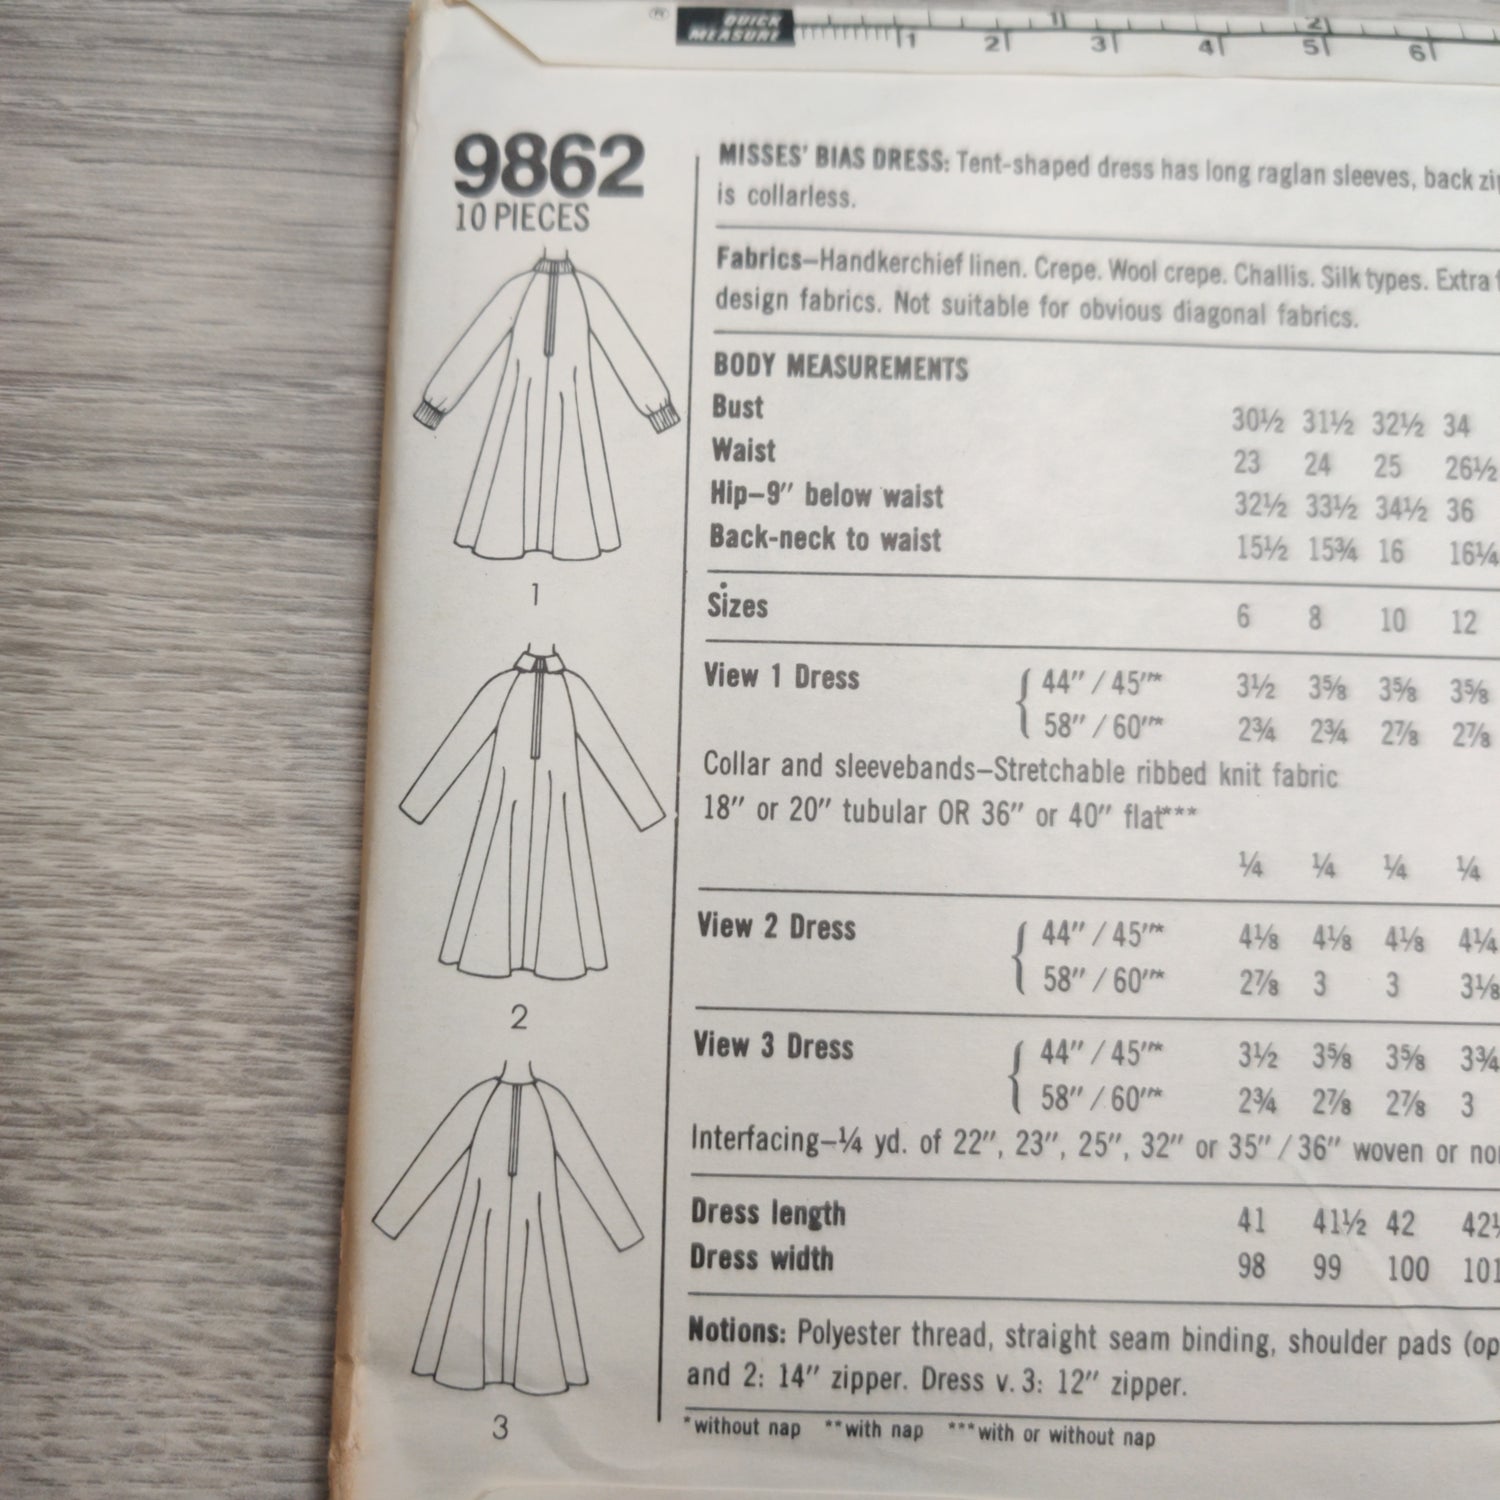 ® QUICK MEASURE 1 2 3 4 5 6
1 2
9862
10 PIECES
1
2
3
MISSES' BIAS DRESS: Tent-shaped dress has long raglan sleeves, back
is collarless.
Fabrics—Handkerchief linen. Crepe. Wool crepe. Challis. Silk types. Extra
design fabrics. Not suitable for obvious diagonal fabrics.
BODY MEASUREMENTS
Bust 30½ 31½ 32½ 34
Waist 23 24 25 26½
Hip—9" below waist 32½ 33½ 34½ 36
Back-neck to waist 15½ 15¾ 16 16¼
Sizes 6 8 10 12
View 1 Dress { 44" / 45"* 3½ 3⅝ 3⅝ 3⅝
58" / 60"* 2¾ 2¾ 2⅞ 2⅞
Collar and sleevebands—Stretchable ribbed knit fabric
18" or 20" tubular OR 36" or 40" flat***
¼ ¼ ¼ ¼
View 2 Dress { 44" / 45"* 4⅛ 4⅛ 4⅛ 4¼
58" / 60"* 2⅞ 3 3 3⅛
View 3 Dress { 44" / 45"* 3½ 3⅝ 3⅝ 3¾
58" / 60"* 2¾ 2⅞ 2⅞ 3
Interfacing—¼ yd. of 22", 23", 25", 32" or 35" / 36" woven or
Dress length 41 41½ 42
Dress width 98 99 100 101
Notions: Polyester thread, straight seam binding, shoulder pads
and 2: 14" zipper. Dress v. 3: 12" zipper.
*without nap **with nap ***with or without nap